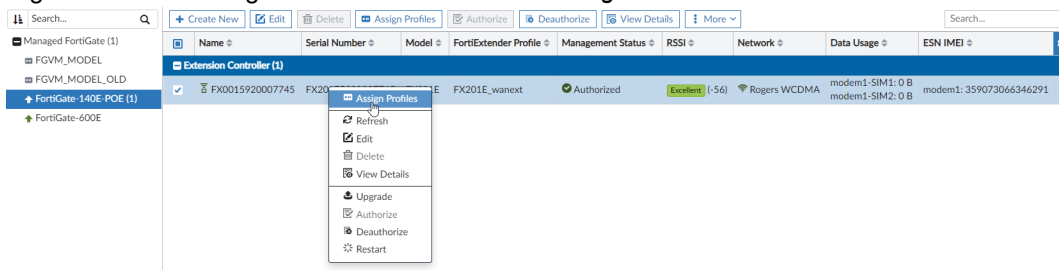 Search...
Create New Edit Delete Assign Profiles Authorize Deauthorize View Details More Search...
Managed FortiGate (1)
Name Serial Number Model FortiExtender Profile Management Status RSSI Network Data Usage ESN IMEI
FGVM_MODEL
Extension Controller (1)
FGVM_MODEL_OLD
FX0015920007745 FX201E_wanext Authorized Excellent (-56) Rogers WCDMA modem1-SIM1: 0 B modem1: 359073066346291
modem1-SIM2: 0 B
FortiGate-140E-POE (1)
FortiGate-600E
Assign Profiles
Refresh
Edit
Delete
View Details
Upgrade
Authorize
Deauthorize
Restart